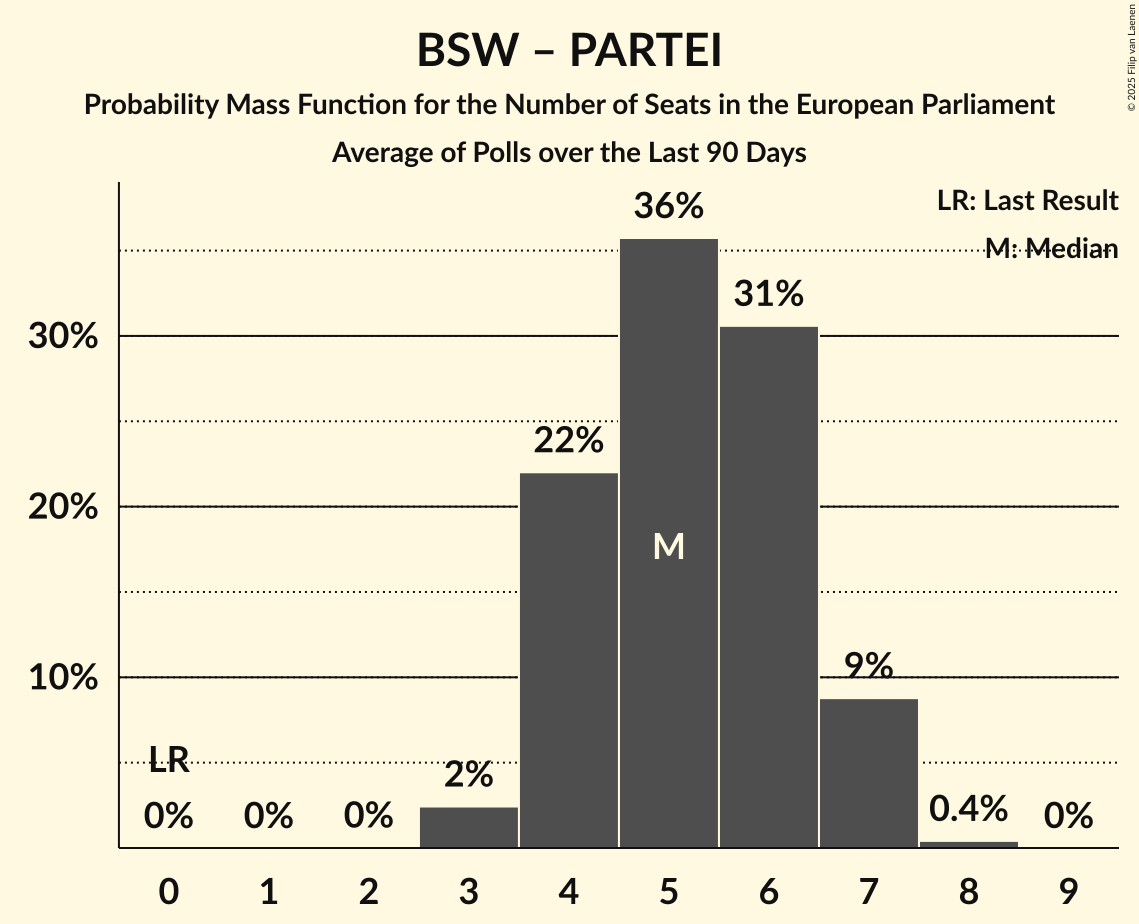 BSW – PARTEI
Probability Mass Function for the Number of Seats in the European Parliament
Average of Polls over the Last 90 Days
© 2025 Filip van Laenen
LR: Last Result
M: Median
36%
31%
30%
22%
20%
M
10%
9%
LR
2%
0%
0%
0%
0.4%
0%
0
1
2
3
4
5
6
7
8
9